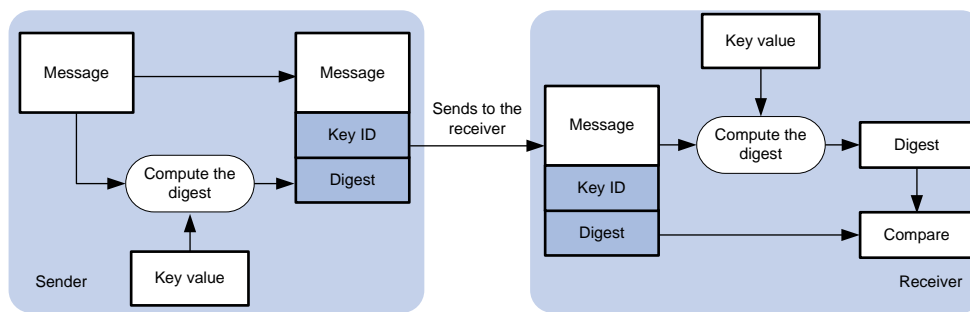 Message
Message
Key ID
Digest
Compute the
digest
Key value
Sender
Sends to the
receiver
Key value
Message
Key ID
Digest
Compute the
digest
Digest
Compare
Receiver